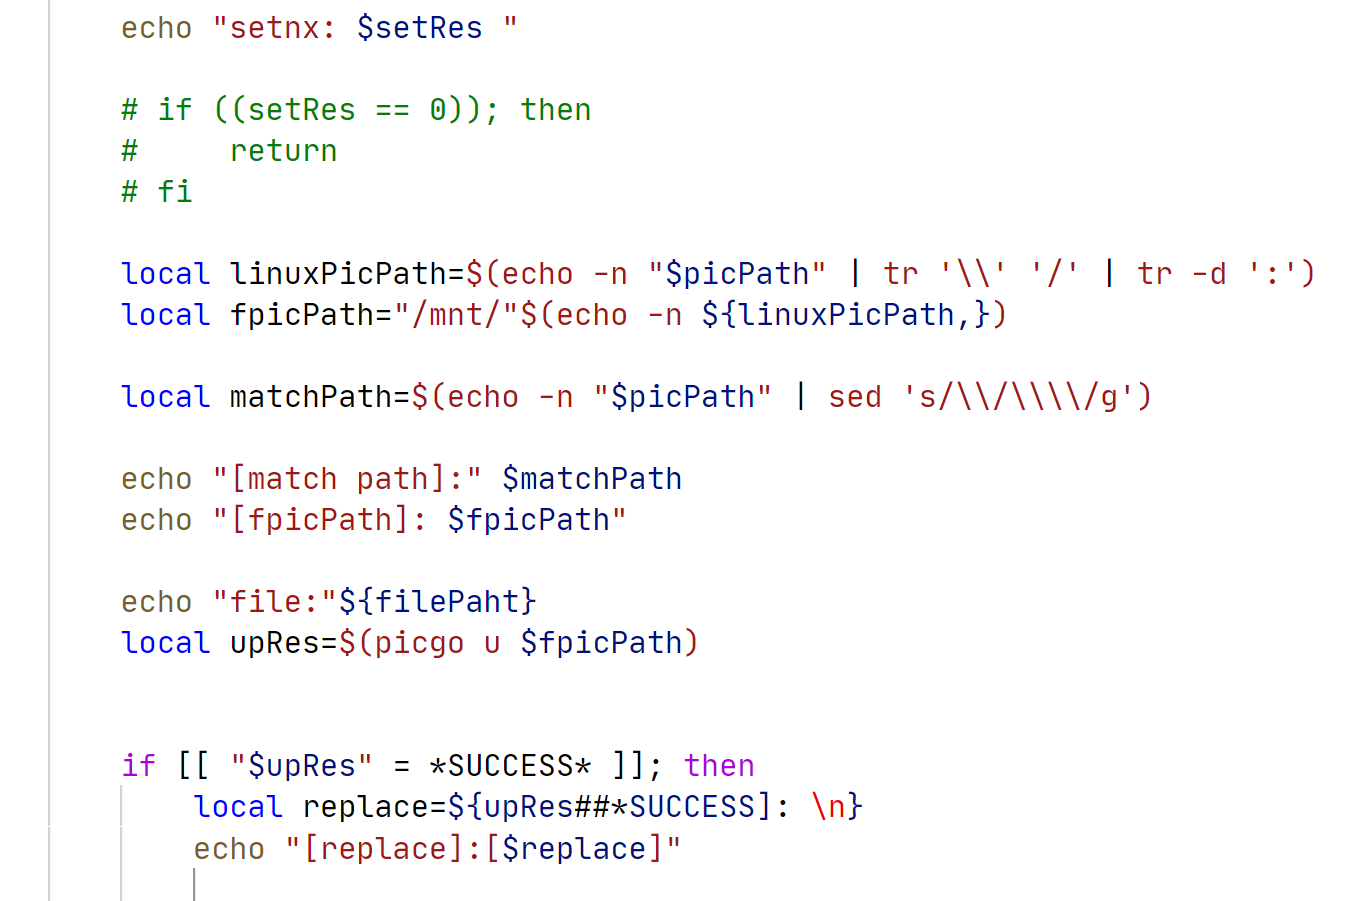 echo "setnx: $setRes "
# if ((setRes == 0)); then
#     return
# fi
local linuxPicPath=$(echo -n "$picPath" | tr '\\' '/' | tr -d ':')
local fpicPath="/mnt/"$(echo -n ${linuxPicPath,})
local matchPath=$(echo -n "$picPath" | sed 's/\\/\\\\/g')
echo "[match path]:" $matchPath
echo "[fpicPath]: $fpicPath"
echo "file:"${filePaht}
local upRes=$(picgo u $fpicPath)
if [[ "$upRes" = *SUCCESS* ]]; then
    local replace=${upRes##*SUCCESS]: \n}
    echo "[replace]:[$replace]"